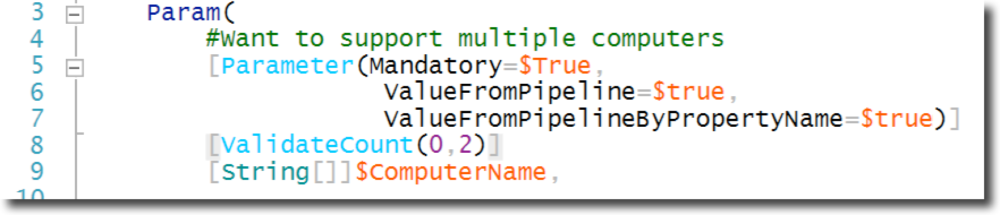 3 Param(
4 #Want to support multiple computers
5 [Parameter(Mandatory=$True,
6 ValueFromPipeline=$true,
7 ValueFromPipelineByPropertyName=$true)]
8 [ValidateCount(0,2)]
9 [String[]]$ComputerName,
10